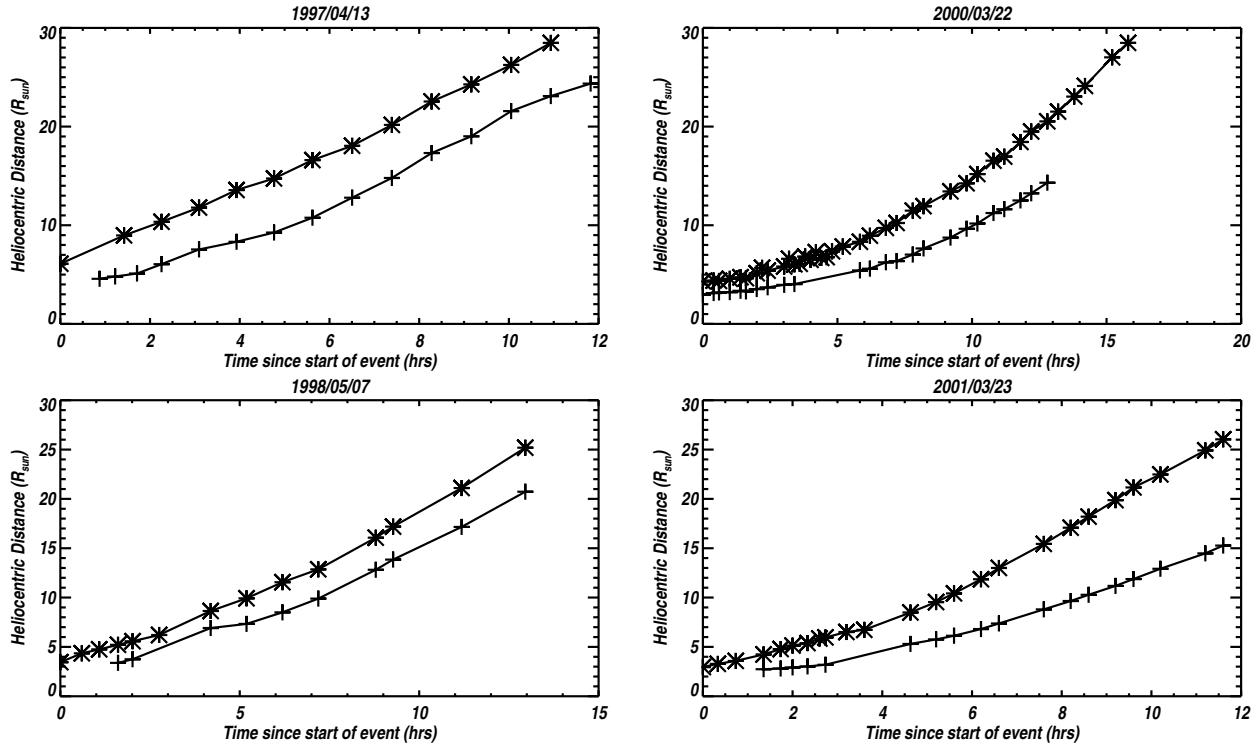 1997/04/13
30
20
10
0
Heliocentric Distance (Rsun)
0 2 4 6 8 10 12
Time since start of event (hrs)
2000/03/22
30
20
10
0
Heliocentric Distance (Rsun)
0 5 10 15 20
Time since start of event (hrs)
1998/05/07
30
25
20
15
10
5
0
Heliocentric Distance (Rsun)
0 5 10 15
Time since start of event (hrs)
2001/03/23
30
25
20
15
10
5
0
Heliocentric Distance (Rsun)
0 2 4 6 8 10 12
Time since start of event (hrs)